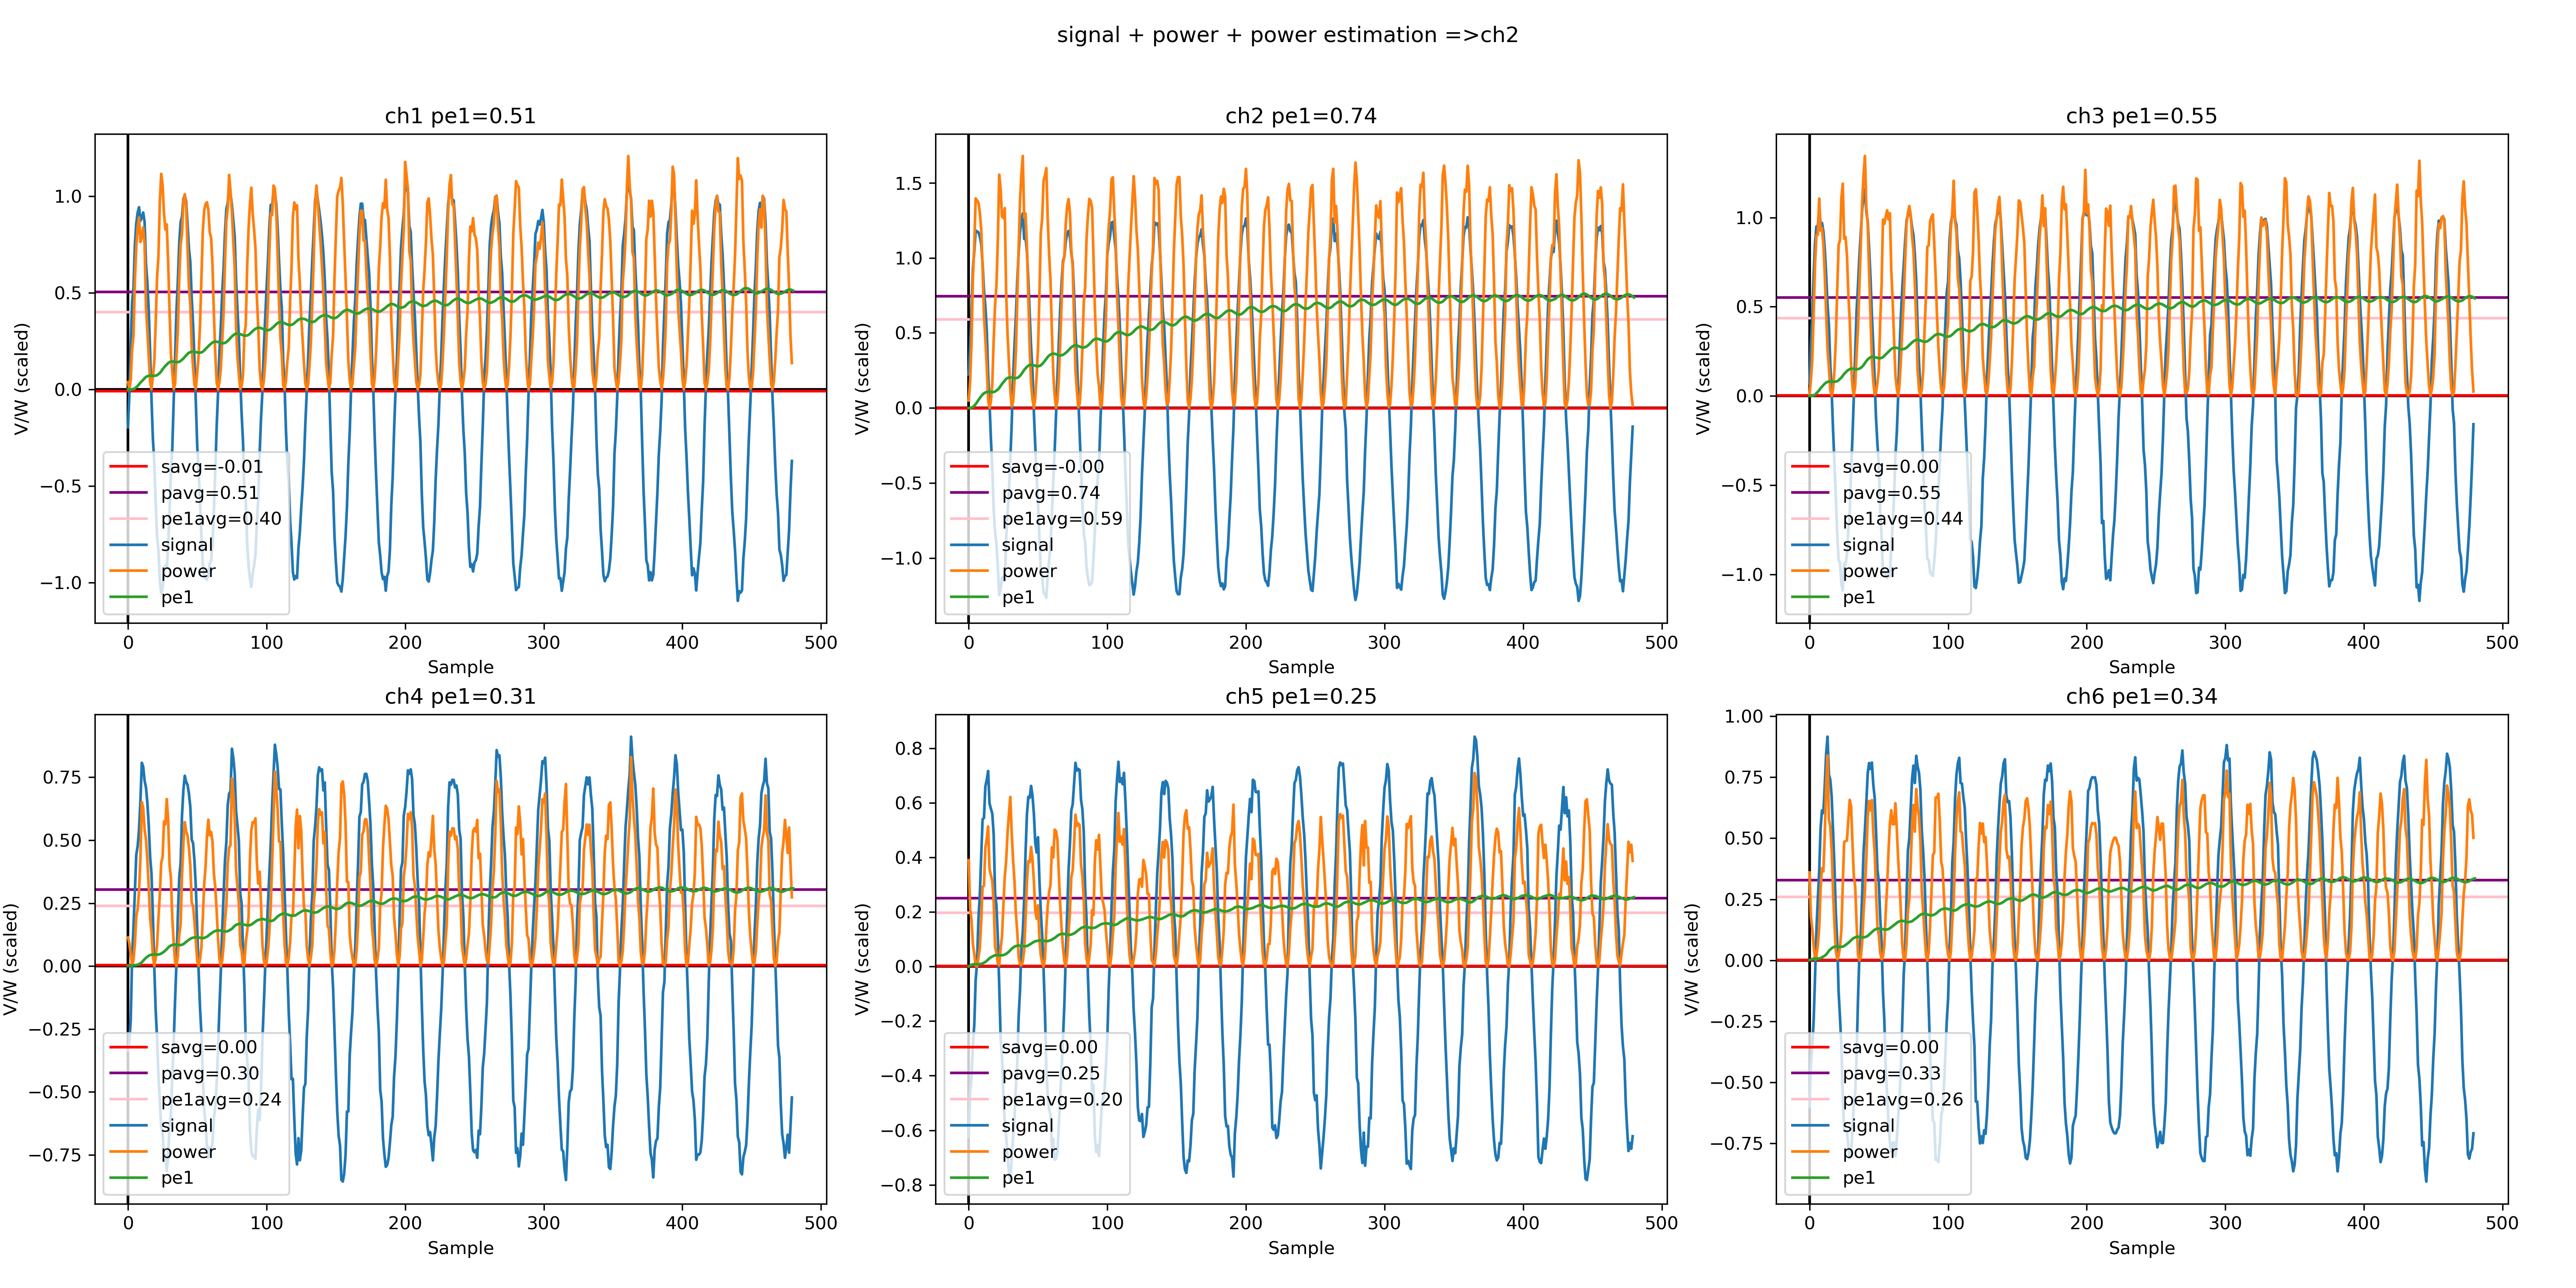 signal + power + power estimation =>ch2
ch1 pe1=0.51
V/W (scaled)
1.0
0.5
0.0
−0.5
−1.0
savg=-0.01
pavg=0.51
pe1avg=0.40
signal
power
pe1
0 100 200 300 400 500
Sample
ch2 pe1=0.74
V/W (scaled)
1.5
1.0
0.5
0.0
−0.5
−1.0
savg=-0.00
pavg=0.74
pe1avg=0.59
signal
power
pe1
0 100 200 300 400 500
Sample
ch3 pe1=0.55
V/W (scaled)
1.0
0.5
0.0
−0.5
−1.0
savg=0.00
pavg=0.55
pe1avg=0.44
signal
power
pe1
0 100 200 300 400 500
Sample
ch4 pe1=0.31
V/W (scaled)
0.75
0.50
0.25
0.00
−0.25
−0.50
−0.75
savg=0.00
pavg=0.30
pe1avg=0.24
signal
power
pe1
0 100 200 300 400 500
Sample
ch5 pe1=0.25
V/W (scaled)
0.8
0.6
0.4
0.2
0.0
−0.2
−0.4
−0.6
−0.8
savg=0.00
pavg=0.25
pe1avg=0.20
signal
power
pe1
0 100 200 300 400 500
Sample
ch6 pe1=0.34
V/W (scaled)
1.00
0.75
0.50
0.25
0.00
−0.25
−0.50
−0.75
savg=0.00
pavg=0.33
pe1avg=0.26
signal
power
pe1
0 100 200 300 400 500
Sample